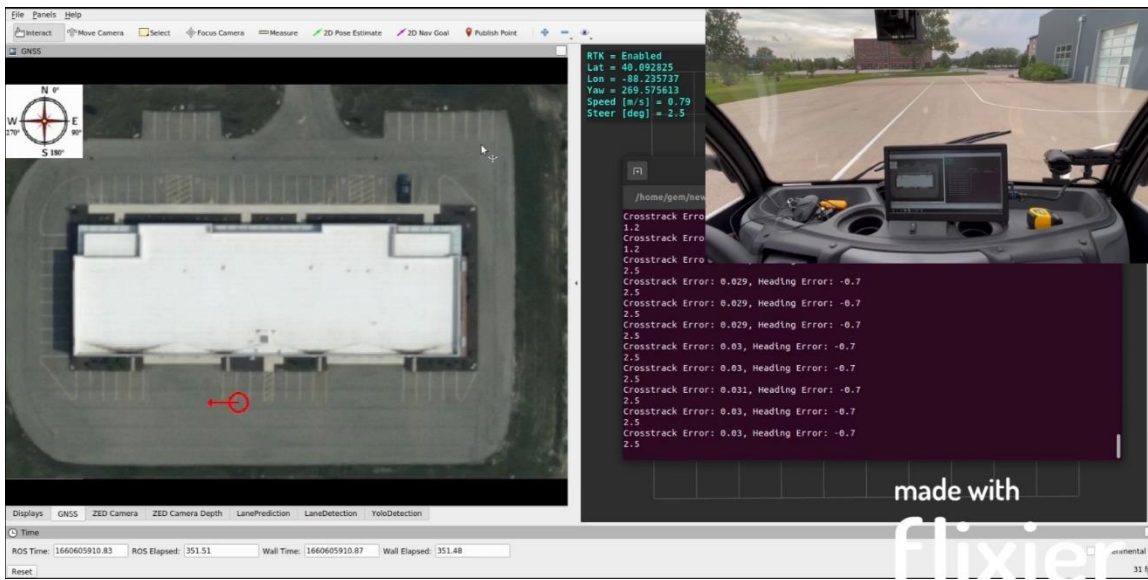 File Panels Help
Interact Move Camera Select Focus Camera Measure 2D Pose Estimate 2D Nav Goal Publish Point
GNSS
N 0°
W E
270° 90°
S 180°
RTK = Enabled
Lat = 40.092825
Lon = -88.235737
Yaw = 269.575613
Speed [m/s] = 0.79
Steer [deg] = 2.5
/home/gem/new
Crosstrack Erro
1.2
Crosstrack Erro
1.2
Crosstrack Erro
2.5
Crosstrack Error: 0.029, Heading Error: -0.7
2.5
Crosstrack Error: 0.029, Heading Error: -0.7
2.5
Crosstrack Error: 0.029, Heading Error: -0.7
2.5
Crosstrack Error: 0.03, Heading Error: -0.7
2.5
Crosstrack Error: 0.03, Heading Error: -0.7
2.5
Crosstrack Error: 0.031, Heading Error: -0.7
2.5
Crosstrack Error: 0.03, Heading Error: -0.7
2.5
Crosstrack Error: 0.03, Heading Error: -0.7
2.5
made with
flixier
Displays GNSS ZED Camera ZED Camera Depth LanePrediction LaneDetection YoloDetection
Time
ROS Time: 1660605910.83 ROS Elapsed: 351.51 Wall Time: 1660605910.87 Wall Elapsed: 351.48
Reset
31